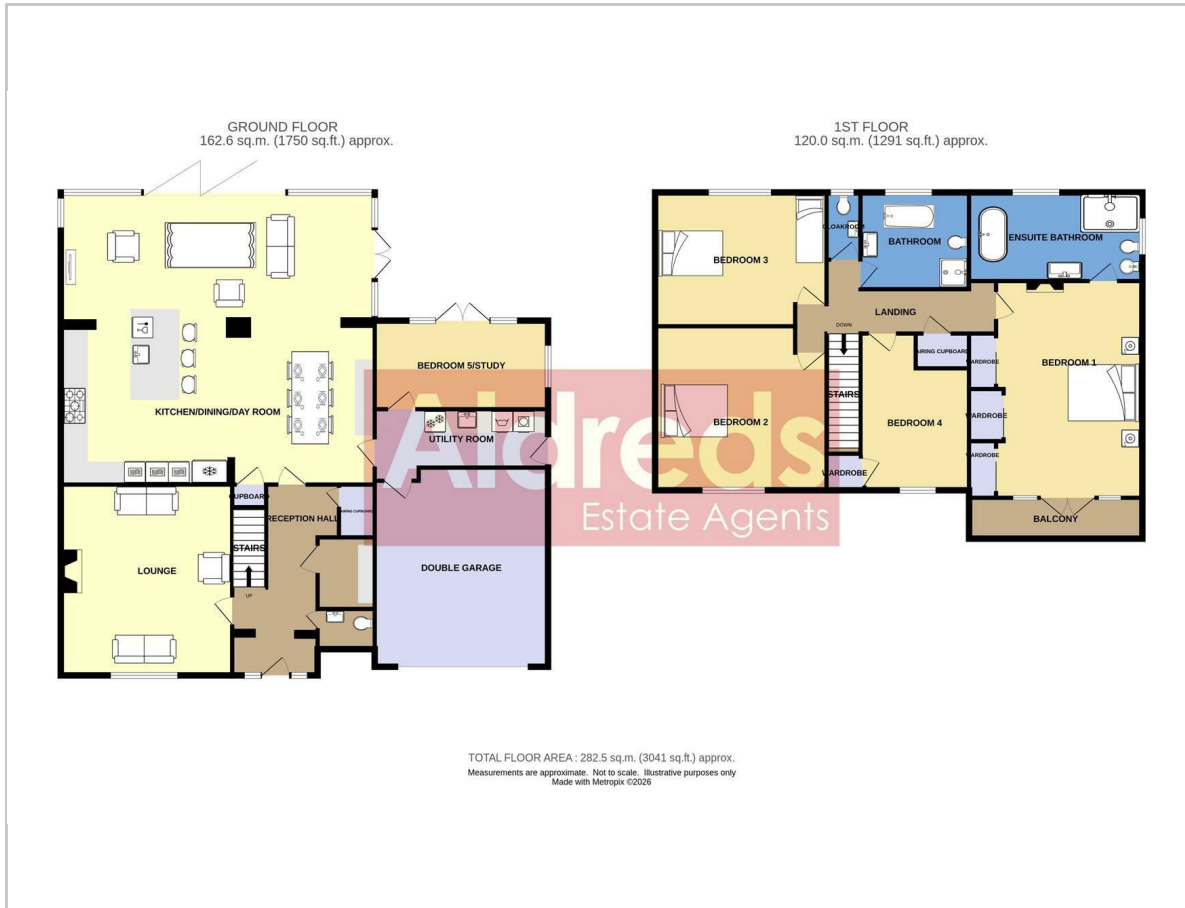 GROUND FLOOR
162.6 sq.m. (1750 sq.ft.) approx.
1ST FLOOR
120.0 sq.m. (1291 sq.ft.) approx.
KITCHEN/DINING/DAY ROOM
BEDROOM 5/STUDY
UTILITY ROOM
CUPBOARD
RECEPTION HALL
AIRING CUPBOARD
STAIRS
UP
LOUNGE
DOUBLE GARAGE
BEDROOM 3
CLOAKROOM
BATHROOM
ENSUITE BATHROOM
LANDING
DOWN
AIRING CUPBOARD
WARDROBE
BEDROOM 1
BEDROOM 2
STAIRS
BEDROOM 4
WARDROBE
WARDROBE
WARDROBE
BALCONY
Aldreds
Estate Agents
TOTAL FLOOR AREA : 282.5 sq.m. (3041 sq.ft.) approx.
Measurements are approximate. Not to scale. Illustrative purposes only
Made with Metropix ©2026